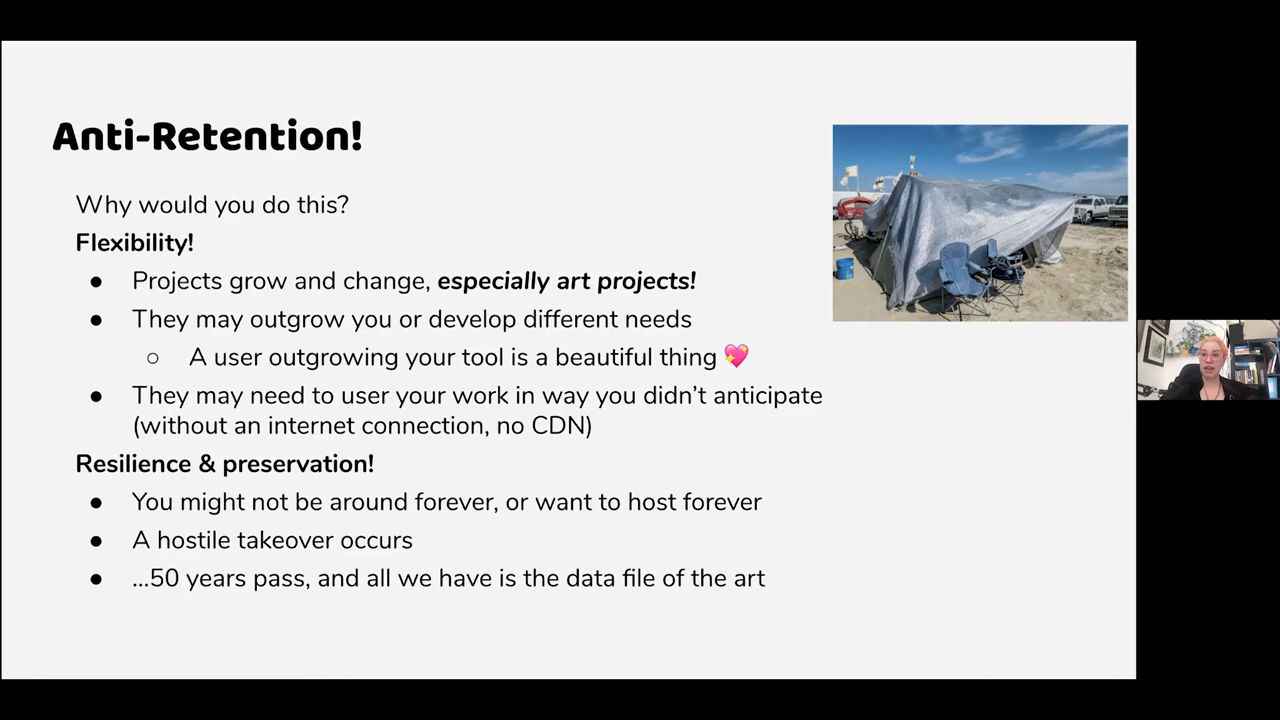 Anti-Retention!
Why would you do this?
Flexibility!
● Projects grow and change, especially art projects!
● They may outgrow you or develop different needs
○ A user outgrowing your tool is a beautiful thing 💖
● They may need to user your work in way you didn’t anticipate
(without an internet connection, no CDN)
Resilience & preservation!
● You might not be around forever, or want to host forever
● A hostile takeover occurs
● ...50 years pass, and all we have is the data file of the art